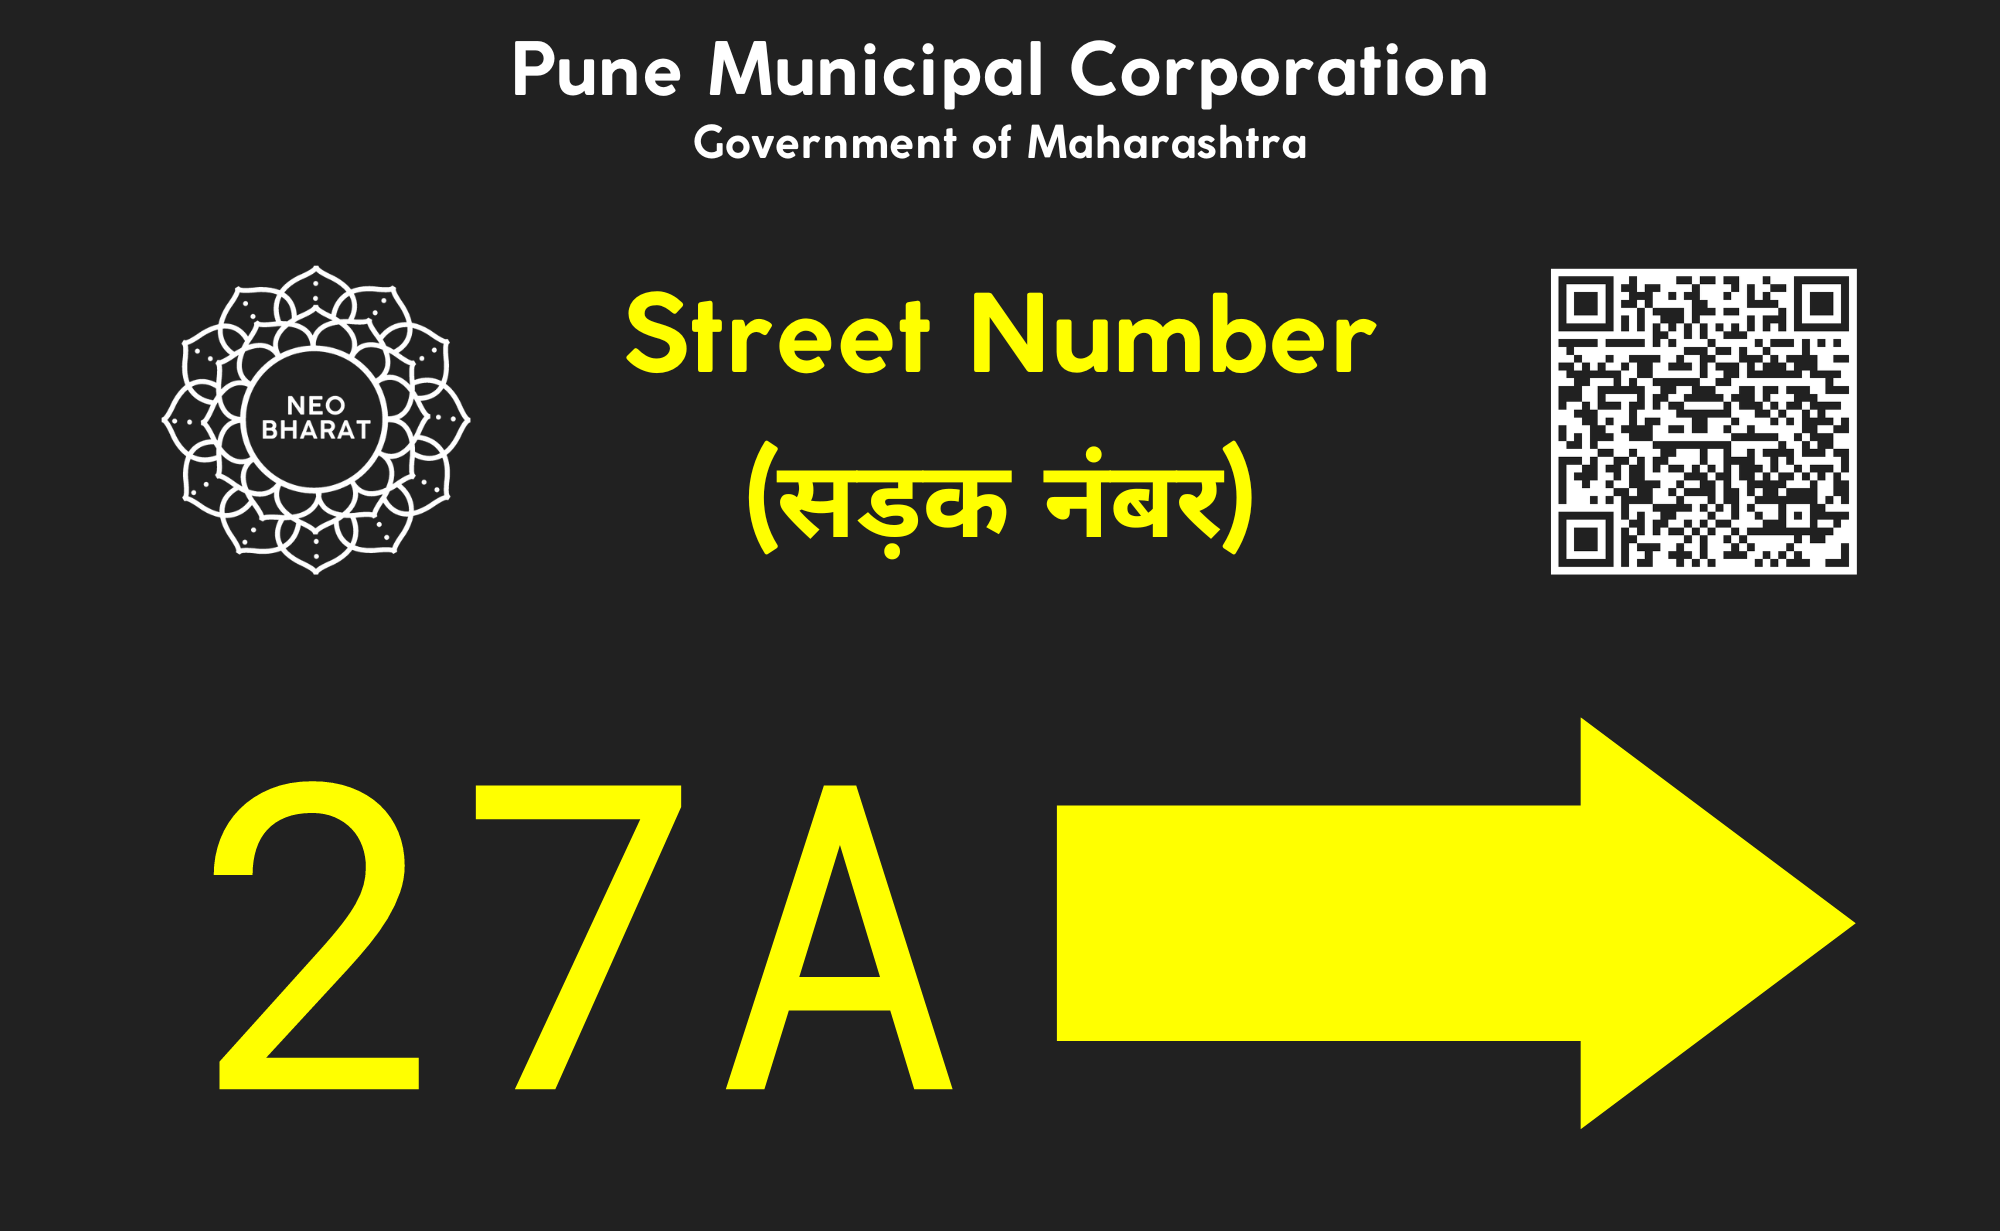 Pune Municipal Corporation
Government of Maharashtra
NEO
BHARAT
Street Number
(सड़क नंबर)
27A